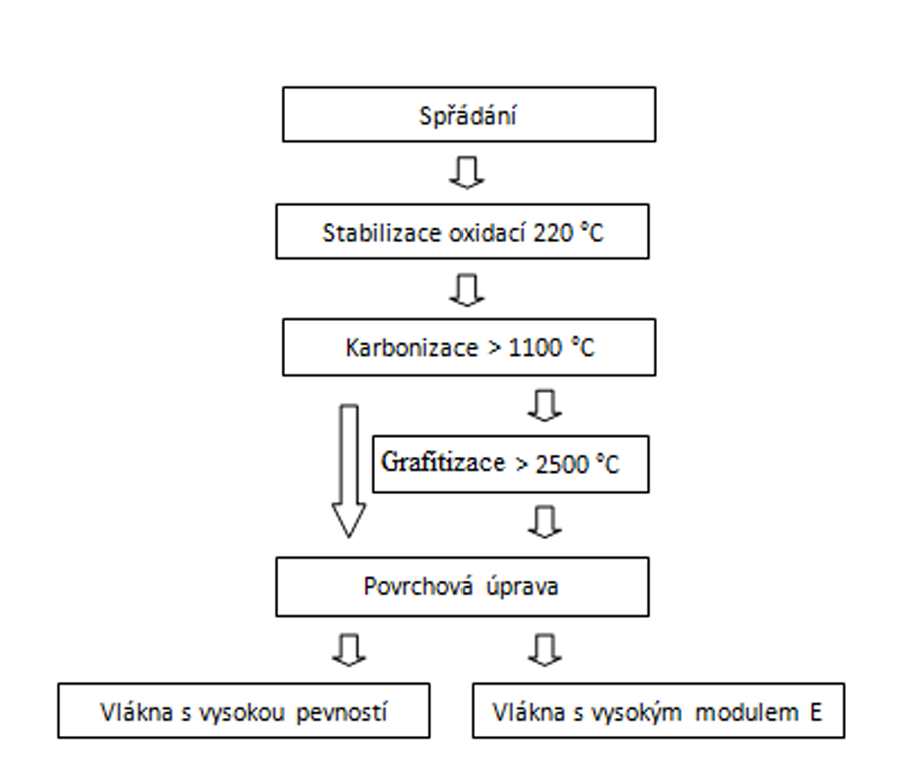 Spřádání
Stabilizace oxidací 220 °C
Karbonizace > 1100 °C
Grafitizace > 2500 °C
Povrchová úprava
Vlákna s vysokou pevností
Vlákna s vysokým modulem E